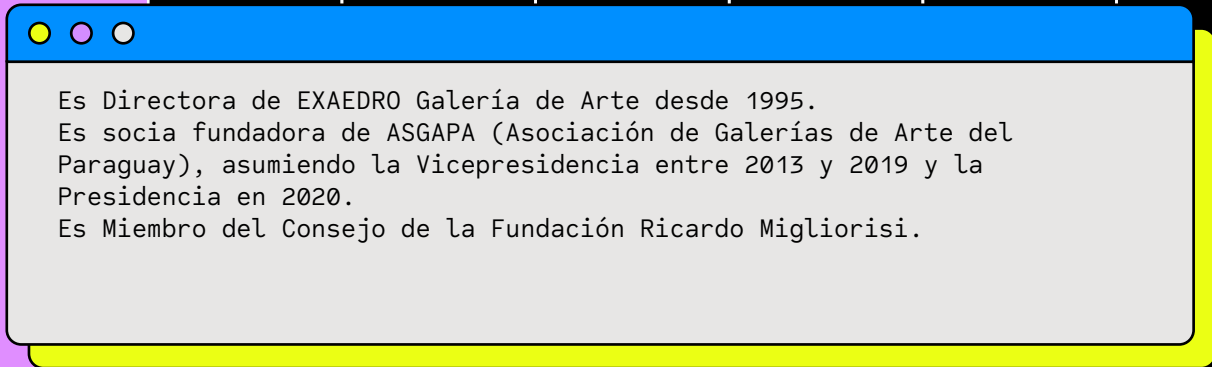 Es Directora de EXAEDRO Galería de Arte desde 1995.
Es socia fundadora de ASGAPA (Asociación de Galerías de Arte del
Paraguay), asumiendo la Vicepresidencia entre 2013 y 2019 y la
Presidencia en 2020.
Es Miembro del Consejo de la Fundación Ricardo Migliorisi.